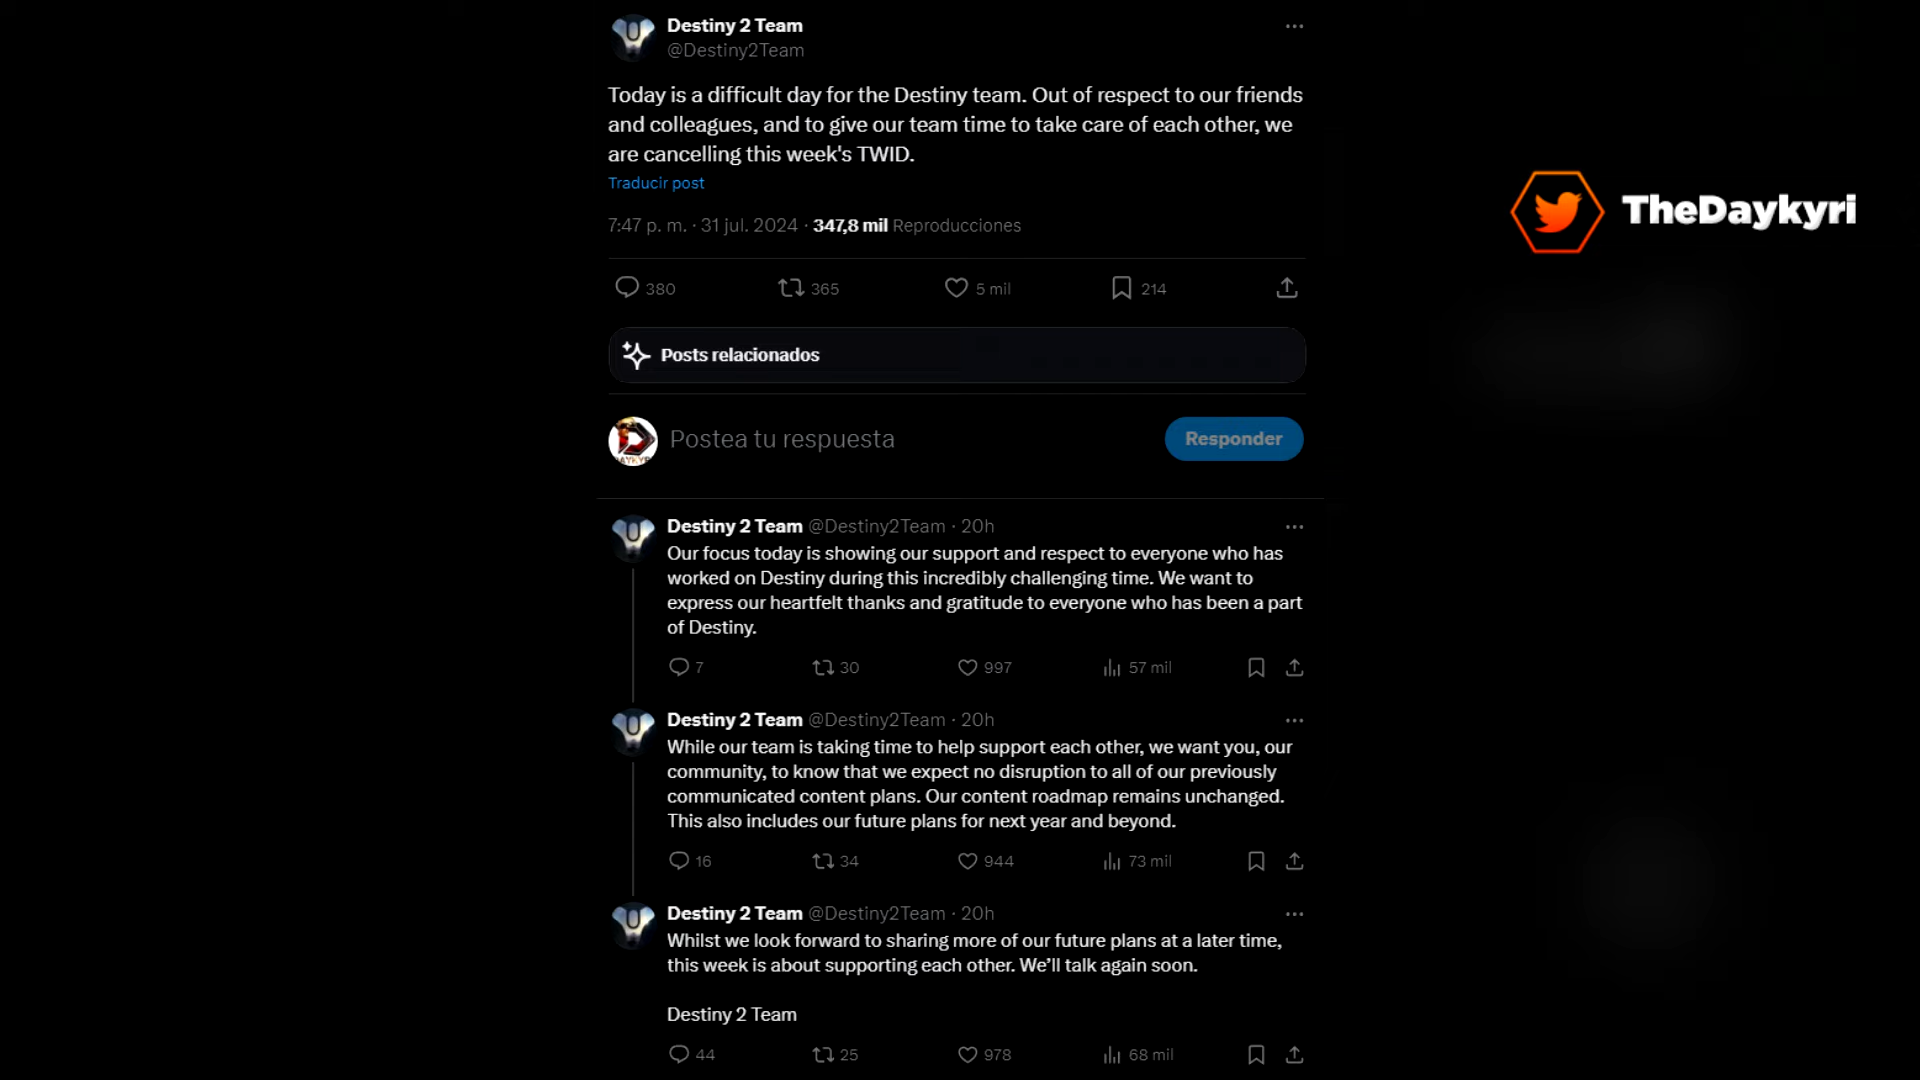 Destiny 2 Team
@Destiny2Team
Today is a difficult day for the Destiny team. Out of respect to our friends
and colleagues, and to give our team time to take care of each other, we
are cancelling this week's TWID.
Traducir post
7:47 p. m. · 31 jul. 2024 · 347,8 mil Reproducciones
380 365 5 mil 214
Posts relacionados
Postea tu respuesta Responder
Destiny 2 Team @Destiny2Team · 20h
Our focus today is showing our support and respect to everyone who has
worked on Destiny during this incredibly challenging time. We want to
express our heartfelt thanks and gratitude to everyone who has been a part
of Destiny.
7 30 997 57 mil
Destiny 2 Team @Destiny2Team · 20h
While our team is taking time to help support each other, we want you, our
community, to know that we expect no disruption to all of our previously
communicated content plans. Our content roadmap remains unchanged.
This also includes our future plans for next year and beyond.
16 34 944 73 mil
Destiny 2 Team @Destiny2Team · 20h
Whilst we look forward to sharing more of our future plans at a later time,
this week is about supporting each other. We’ll talk again soon.
Destiny 2 Team
44 25 978 68 mil
TheDaykyri